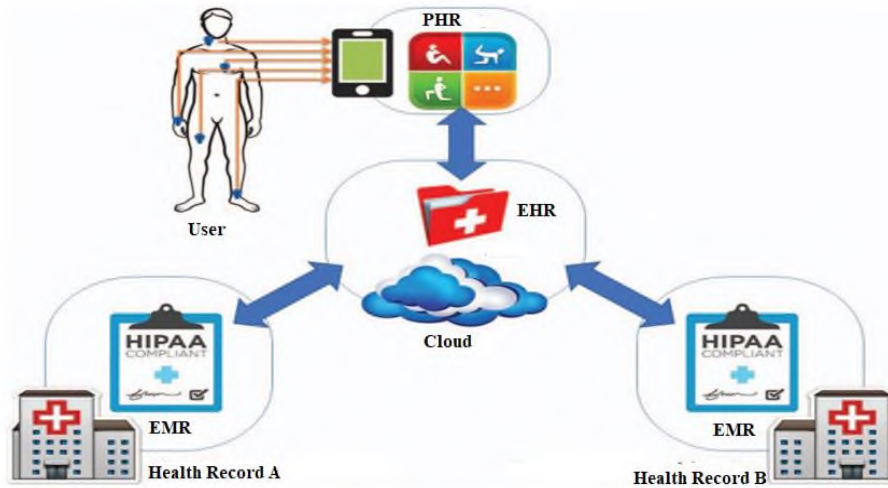 PHR
User
EHR
Cloud
HIPAA
COMPLIANT
EMR
Health Record A
HIPAA
COMPLIANT
EMR
Health Record B